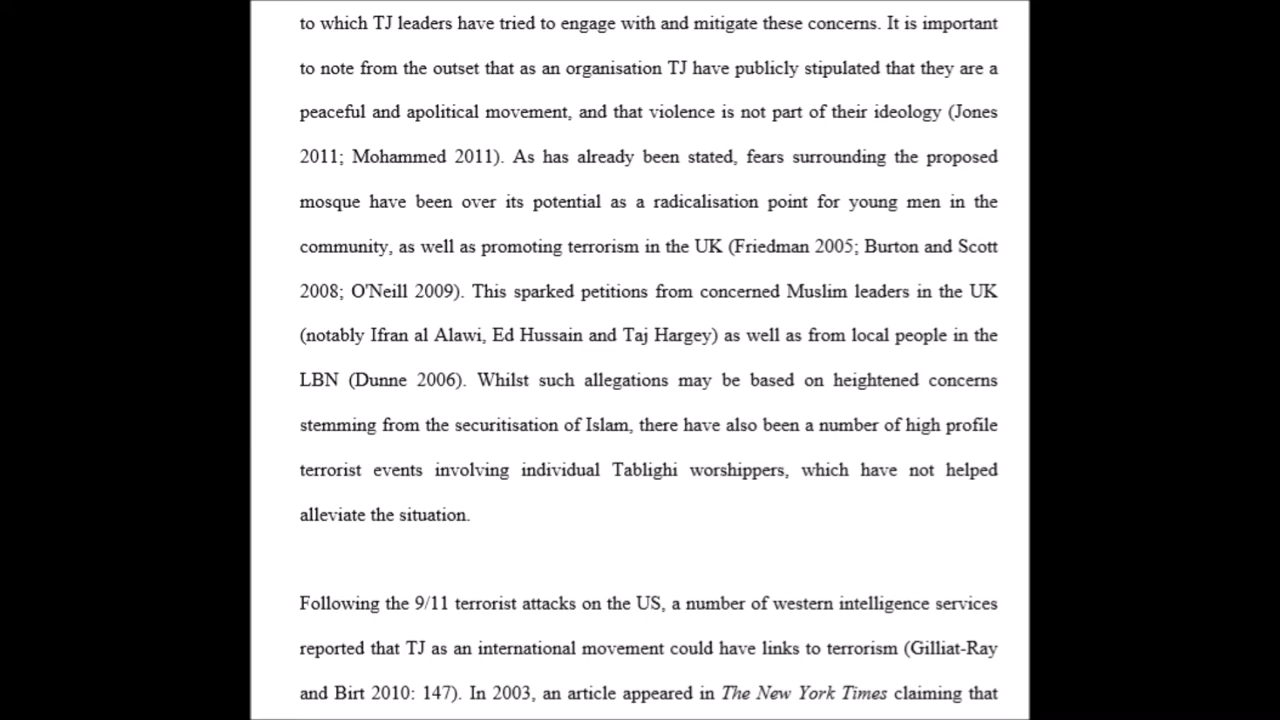 to which TJ leaders have tried to engage with and mitigate these concerns. It is important
to note from the outset that as an organisation TJ have publicly stipulated that they are a
peaceful and apolitical movement, and that violence is not part of their ideology (Jones
2011; Mohammed 2011). As has already been stated, fears surrounding the proposed
mosque have been over its potential as a radicalisation point for young men in the
community, as well as promoting terrorism in the UK (Friedman 2005; Burton and Scott
2008; O'Neill 2009). This sparked petitions from concerned Muslim leaders in the UK
(notably Ifran al Alawi, Ed Hussain and Taj Hargey) as well as from local people in the
LBN (Dunne 2006). Whilst such allegations may be based on heightened concerns
stemming from the securitisation of Islam, there have also been a number of high profile
terrorist events involving individual Tablighi worshippers, which have not helped
alleviate the situation.
Following the 9/11 terrorist attacks on the US, a number of western intelligence services
reported that TJ as an international movement could have links to terrorism (Gilliat-Ray
and Birt 2010: 147). In 2003, an article appeared in The New York Times claiming that